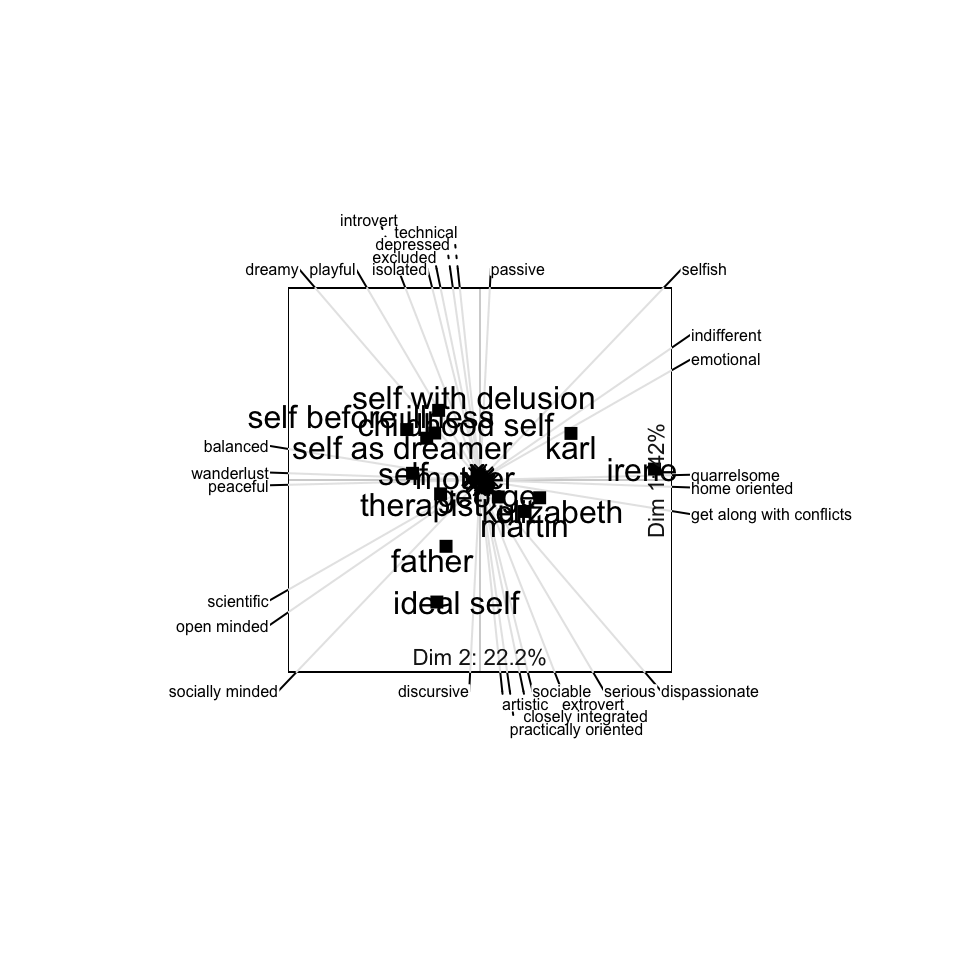 introvert
technical
depressed
excluded
dreamy
playful
isolated
passive
selfish
indifferent
emotional
self with delusion
self before illness
childhood self
self as dreamer
karl
balanced
irene
wanderlust
self
mother
quarrelsome
peaceful
home oriented
george
therapist
elizabeth
get along with conflicts
martin
father
scientific
ideal self
open minded
Dim 2: 22.2%
socially minded
discursive
sociable
serious
dispassionate
artistic
extrovert
closely integrated
practically oriented